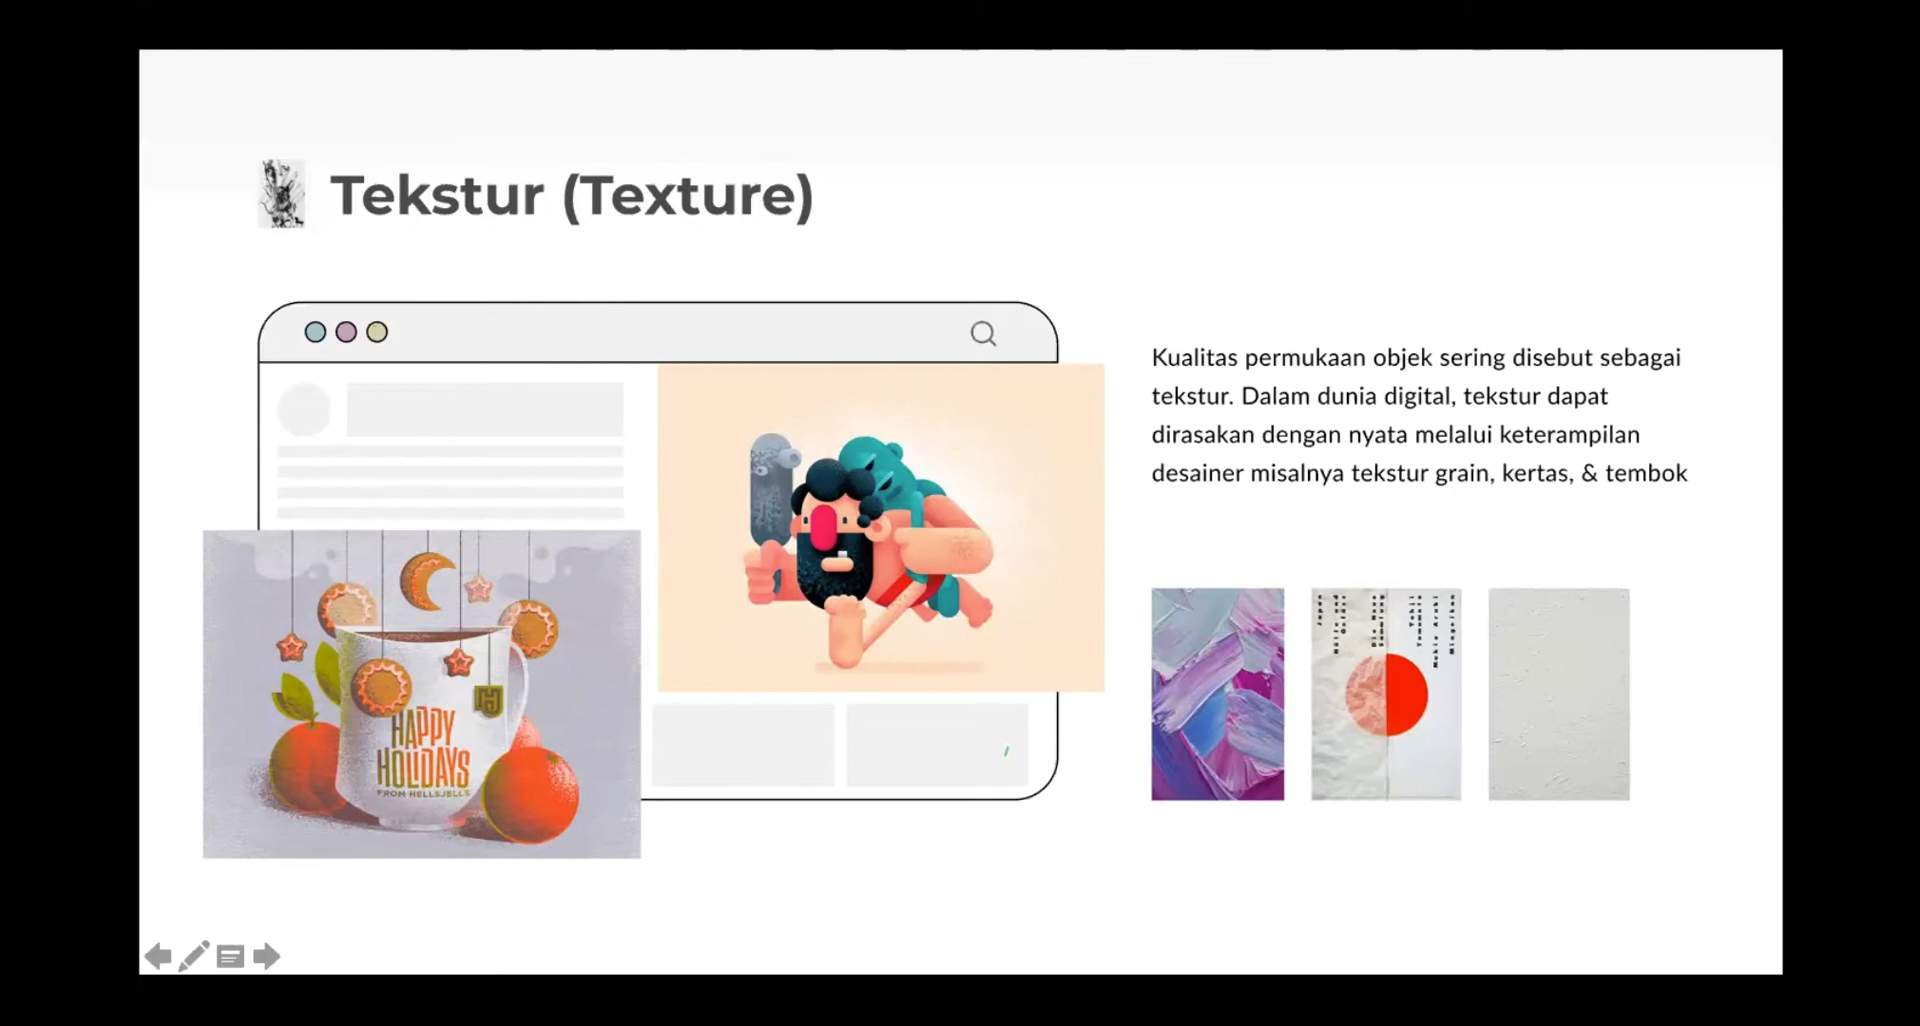 Tekstur (Texture)
Kualitas permukaan objek sering disebut sebagai
tekstur. Dalam dunia digital, tekstur dapat
dirasakan dengan nyata melalui keterampilan
desainer misalnya tekstur grain, kertas, & tembok
HAPPY
HOLIDAYS
FROM HELLSJELLS
HJ